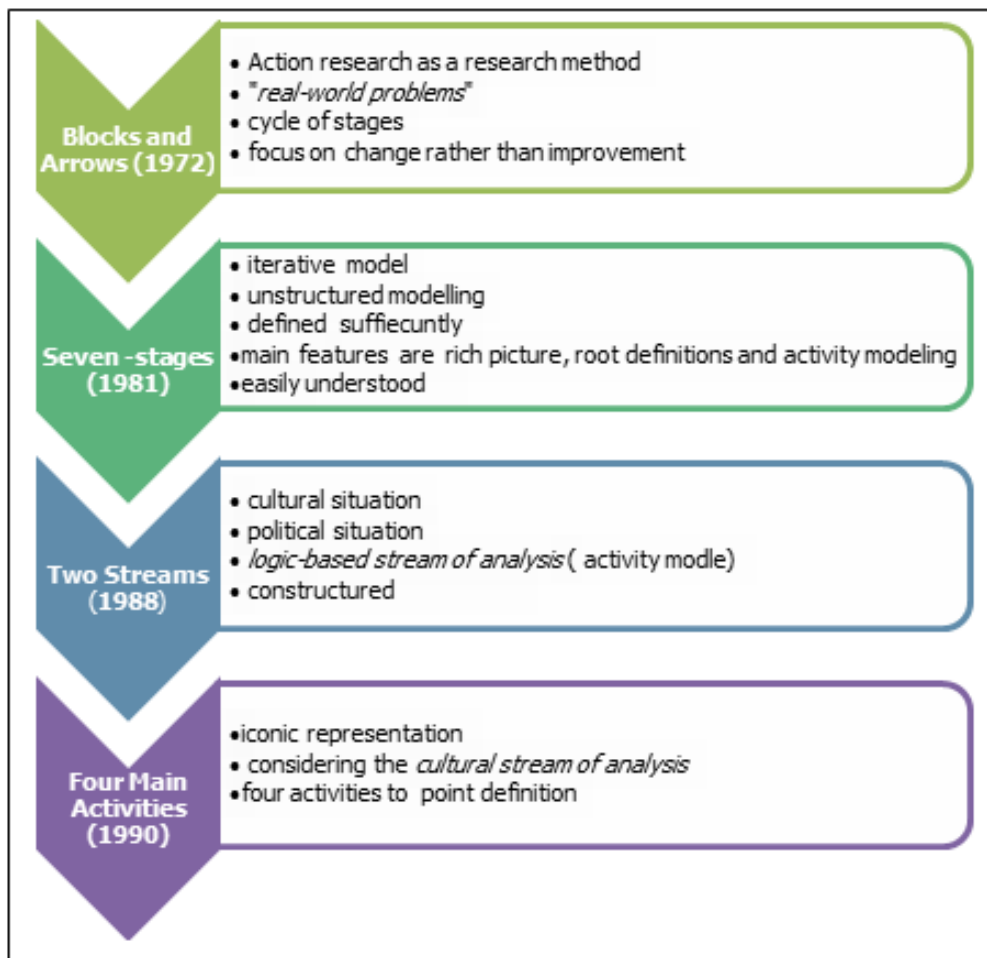 Blocks and
Arrows (1972)
• Action research as a research method
• "real-world problems"
• cycle of stages
• focus on change rather than improvement
Seven -stages
(1981)
• iterative model
• unstructured modelling
• defined suffiecuntly
•main features are rich picture, root definitions and activity modeling
•easily understood
Two Streams
(1988)
• cultural situation
• political situation
• logic-based stream of analysis( activity modle)
• constructured
Four Main
Activities
(1990)
•iconic representation
• considering the cultural stream of analysis
•four activities to point definition